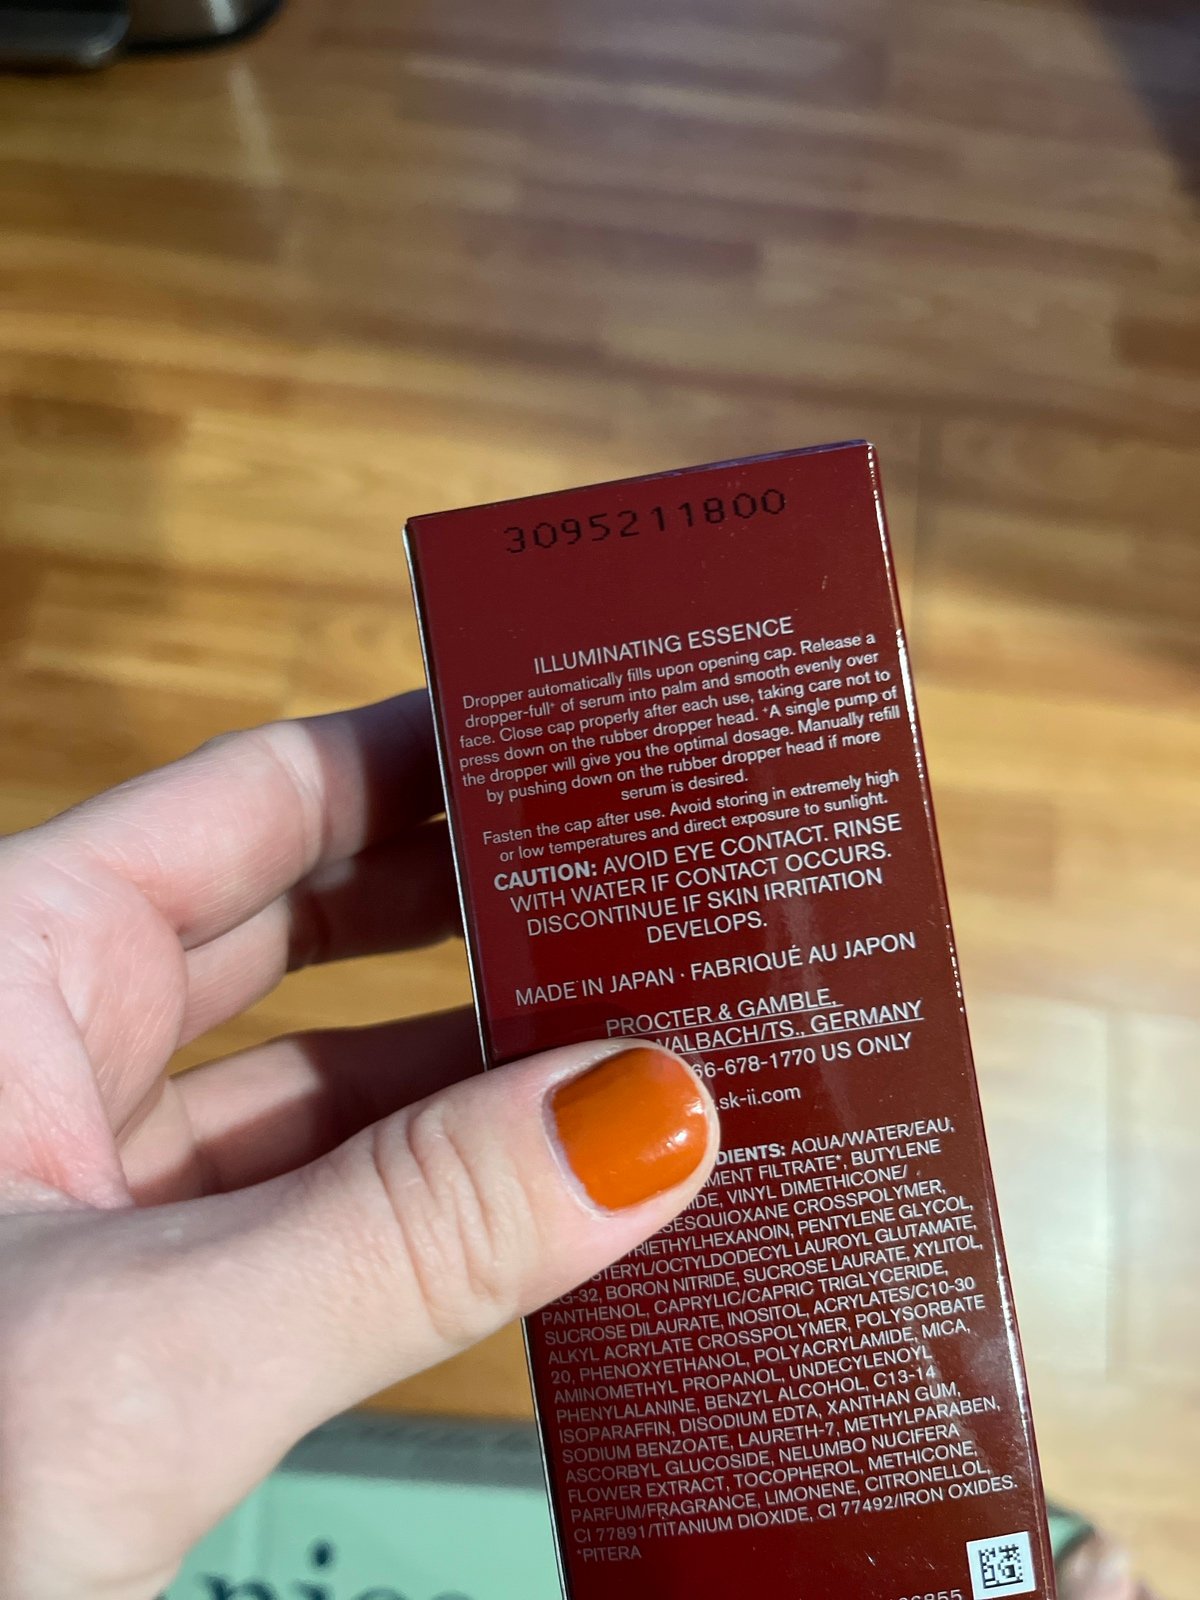 3095211800
ILLUMINATING ESSENCE
Dropper automatically fills upon opening cap. Release a
dropper-full⁺ of serum into palm and smooth evenly over
face. Close cap properly after each use, taking care not to
press down on the rubber dropper head. ⁺A single pump of
the dropper will give you the optimal dosage. Manually refill
by pushing down on the rubber dropper head if more
serum is desired.
Fasten the cap after use. Avoid storing in extremely high
or low temperatures and direct exposure to sunlight.
CAUTION: AVOID EYE CONTACT. RINSE
WITH WATER IF CONTACT OCCURS.
DISCONTINUE IF SKIN IRRITATION
DEVELOPS.
MADE IN JAPAN · FABRIQUÉ AU JAPON
PROCTER & GAMBLE,
WALBACH/TS., GERMANY
66-678-1770 US ONLY
.sk-ii.com
DIENTS: AQUA/WATER/EAU,
MENT FILTRATE*, BUTYLENE
IDE, VINYL DIMETHICONE/
SESQUIOXANE CROSSPOLYMER,
TRIETHYLHEXANOIN, PENTYLENE GLYCOL,
STERYL/OCTYLDODECYL LAUROYL GLUTAMATE,
G-32, BORON NITRIDE, SUCROSE LAURATE, XYLITOL,
PANTHENOL, CAPRYLIC/CAPRIC TRIGLYCERIDE,
SUCROSE DILAURATE, INOSITOL, ACRYLATES/C10-30
ALKYL ACRYLATE CROSSPOLYMER, POLYSORBATE
20, PHENOXYETHANOL, POLYACRYLAMIDE, MICA,
AMINOMETHYL PROPANOL, UNDECYLENOYL
PHENYLALANINE, BENZYL ALCOHOL, C13-14
ISOPARAFFIN, DISODIUM EDTA, XANTHAN GUM,
SODIUM BENZOATE, LAURETH-7, METHYLPARABEN,
ASCORBYL GLUCOSIDE, NELUMBO NUCIFERA
FLOWER EXTRACT, TOCOPHEROL, METHICONE,
PARFUM/FRAGRANCE, LIMONENE, CITRONELLOL,
CI 77891/TITANIUM DIOXIDE, CI 77492/IRON OXIDES.
*PITERA